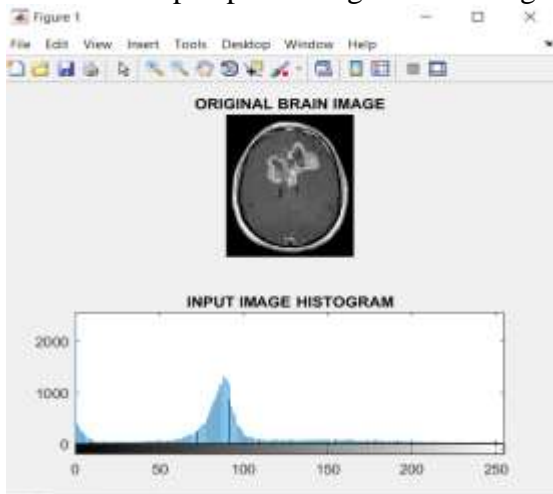 Figure 1
File Edit View Insert Tools Desktop Window Help
ORIGINAL BRAIN IMAGE
INPUT IMAGE HISTOGRAM
2000
1000
0
0 50 100 150 200 250